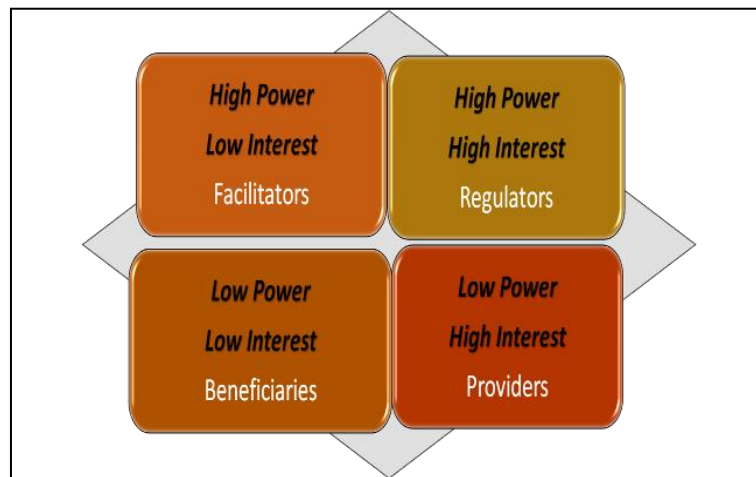 High Power
Low Interest
Facilitators
High Power
High Interest
Regulators
Low Power
Low Interest
Beneficiaries
Low Power
High Interest
Providers